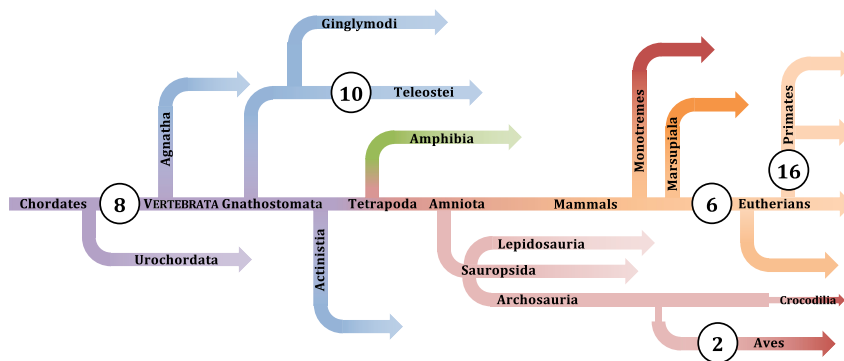 Ginglymodi
10
Teleostei
Agnatha
Amphibia
Monotremes
Marsupiala
Primates
16
Chordates
8
VERTEBRATA
Gnathostomata
Tetrapoda
Amniota
Mammals
6
Eutherians
Urochordata
Actinistia
Lepidosauria
Sauropsida
Archosauria
Crocodilia
2
Aves